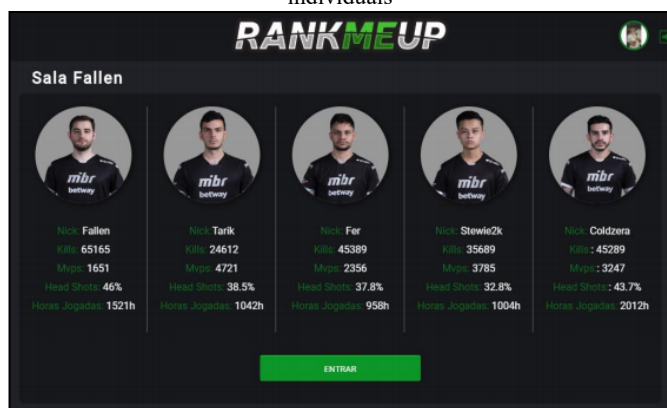 individuals
RANKMEUP
Sala Fallen
mibr mibr mibr mibr mibr
betway betway betway betway betway
Nick: Fallen Nick: Tarik Nick: Fer Nick: Stewie2k Nick: Coldzera
Kills: 65165 Kills: 24612 Kills: 45389 Kills: 35689 Kills: : 45289
Mvps: 1651 Mvps: 4721 Mvps: 2356 Mvps: 3785 Mvps: : 3247
Head Shots: 46% Head Shots: 38.5% Head Shots: 37.8% Head Shots: 32.8% Head Shots: : 43.7%
Horas Jogadas: 1521h Horas Jogadas: 1042h Horas Jogadas: 958h Horas Jogadas: 1004h Horas Jogadas: 2012h
ENTRAR